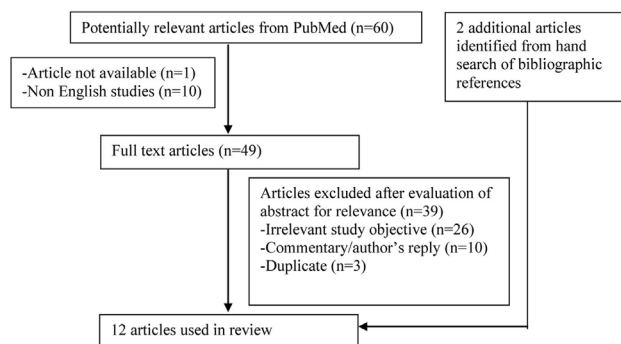 Potentially relevant articles from PubMed (n=60)
2 additional articles
identified from hand
search of bibliographic
references
-Article not available (n=1)
-Non English studies (n=10)
Full text articles (n=49)
Articles excluded after evaluation of
abstract for relevance (n=39)
-Irrelevant study objective (n=26)
-Commentary/author's reply (n=10)
-Duplicate (n=3)
12 articles used in review